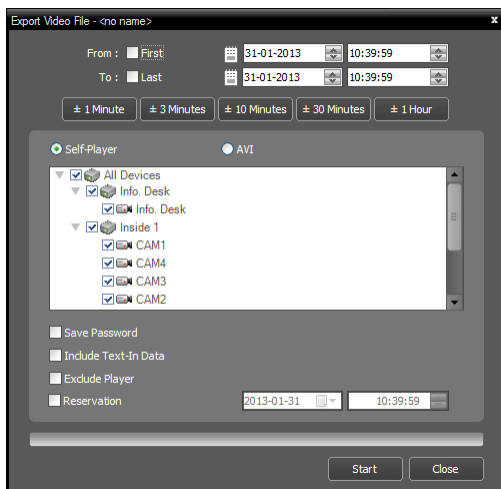 Export Video File - <no name> x
From : First 31-01-2013 10:39:59
To : Last 31-01-2013 10:39:59
± 1 Minute ± 3 Minutes ± 10 Minutes ± 30 Minutes ± 1 Hour
Self-Player AVI
All Devices
Info. Desk
Info. Desk
Inside 1
CAM1
CAM4
CAM3
CAM2
Save Password
Include Text-In Data
Exclude Player
Reservation 2013-01-31 10:39:59
Start Close